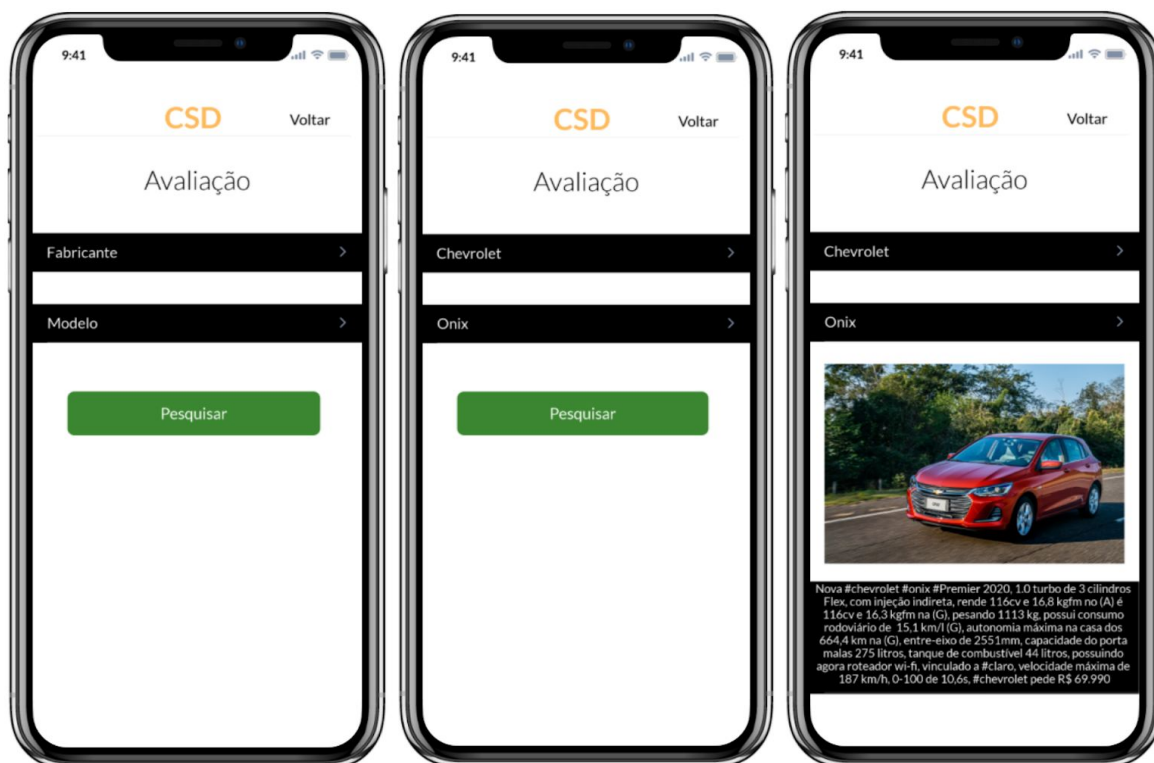 9:41
CSD
Voltar
Avaliação
Fabricante
Modelo
Pesquisar
9:41
CSD
Voltar
Avaliação
Chevrolet
Onix
Pesquisar
9:41
CSD
Voltar
Avaliação
Chevrolet
Onix
Nova #chevrolet #onix #Premier 2020, 1.0 turbo de 3 cilindros
Flex, com injeção indireta, rende 116cv e 16,8 kgfm no (A) é
116cv e 16,3 kgfm na (G), pesando 1113 kg, possui consumo
rodoviário de 15,1 km/l (G), autonomia máxima na casa dos
664,4 km na (G), entre-eixo de 2551mm, capacidade do porta
malas 275 litros, tanque de combustível 44 litros, possuindo
agora roteador wi-fi, vinculado a #claro, velocidade máxima de
187 km/h, 0-100 de 10,6s, #chevrolet pede R$ 69.990